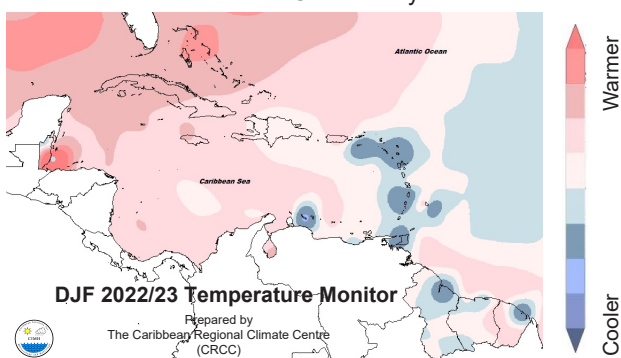 Atlantic Ocean
Warmer
Caribbean Sea
DJF 2022/23 Temperature Monitor
Prepared by
The Caribbean Regional Climate Centre
(CRCC)
CIMH
Cooler